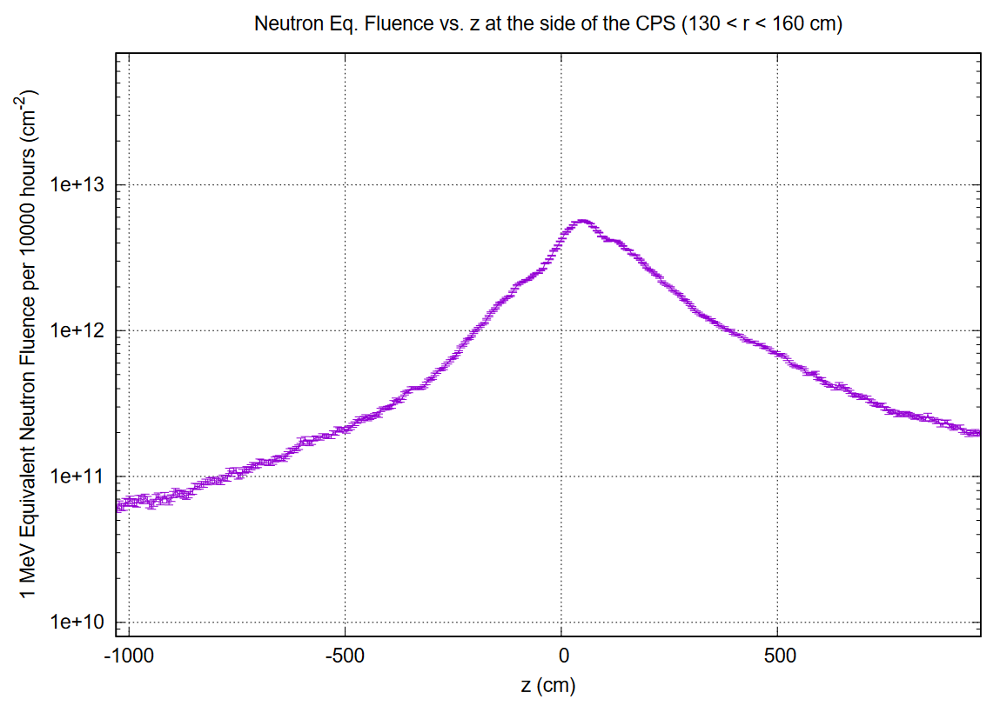 Neutron Eq. Fluence vs. z at the side of the CPS (130 < r < 160 cm)
1 MeV Equivalent Neutron Fluence per 10000 hours (cm-2)
1e+13
1e+12
1e+11
1e+10
-1000 -500 0 500
z (cm)